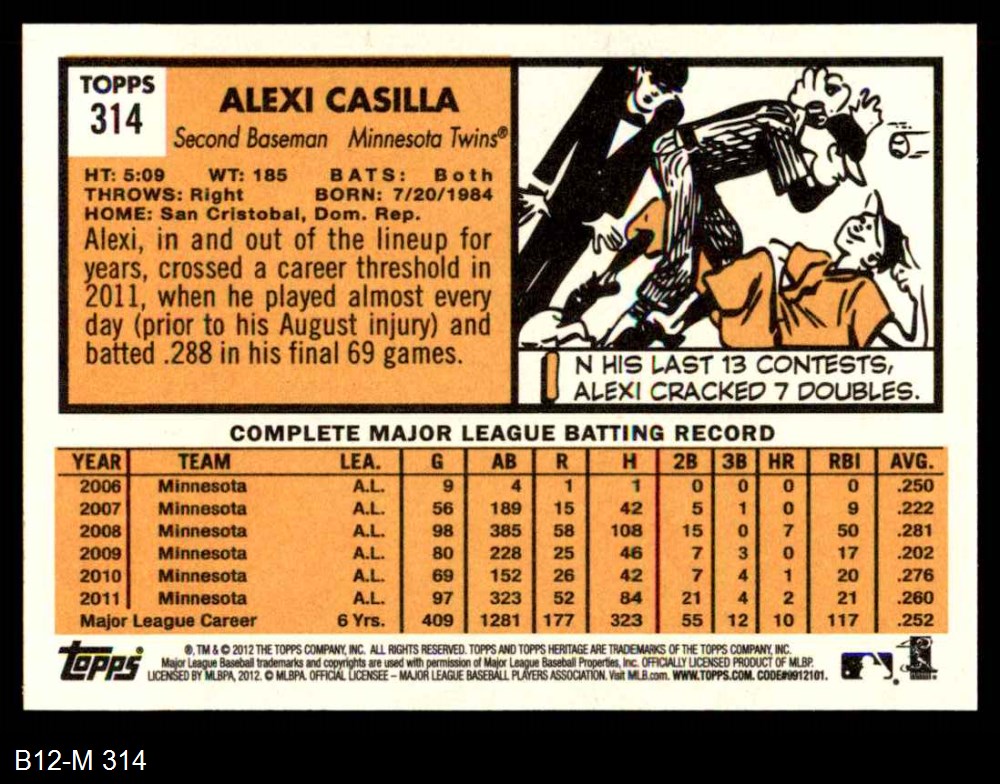 TOPPS
314
ALEXI CASILLA
Second Baseman Minnesota Twins®
HT: 5:09 WT: 185 BATS: Both
THROWS: Right BORN: 7/20/1984
HOME: San Cristobal, Dom. Rep.
Alexi, in and out of the lineup for
years, crossed a career threshold in
2011, when he played almost every
day (prior to his August injury) and
batted .288 in his final 69 games.
IN HIS LAST 13 CONTESTS,
ALEXI CRACKED 7 DOUBLES.
COMPLETE MAJOR LEAGUE BATTING RECORD
YEAR TEAM LEA. G AB R H 2B 3B HR RBI AVG.
2006 Minnesota A.L. 9 4 1 1 0 0 0 0 .250
2007 Minnesota A.L. 56 189 15 42 5 1 0 9 .222
2008 Minnesota A.L. 98 385 58 108 15 0 7 50 .281
2009 Minnesota A.L. 80 228 25 46 7 3 0 17 .202
2010 Minnesota A.L. 69 152 26 42 7 4 1 20 .276
2011 Minnesota A.L. 97 323 52 84 21 4 2 21 .260
Major League Career 6 Yrs. 409 1281 177 323 55 12 10 117 .252
topps
®, TM & © 2012 THE TOPPS COMPANY, INC. ALL RIGHTS RESERVED. TOPPS AND TOPPS HERITAGE ARE TRADEMARKS OF THE TOPPS COMPANY, INC.
Major League Baseball trademarks and copyrights are used with permission of Major League Baseball Properties, Inc. OFFICIALLY LICENSED PRODUCT OF MLBP.
LICENSED BY MLBPA, 2012. © MLBPA. OFFICIAL LICENSEE – MAJOR LEAGUE BASEBALL PLAYERS ASSOCIATION. Visit MLB.com. WWW.TOPPS.COM. CODE#9912101.
B12-M 314